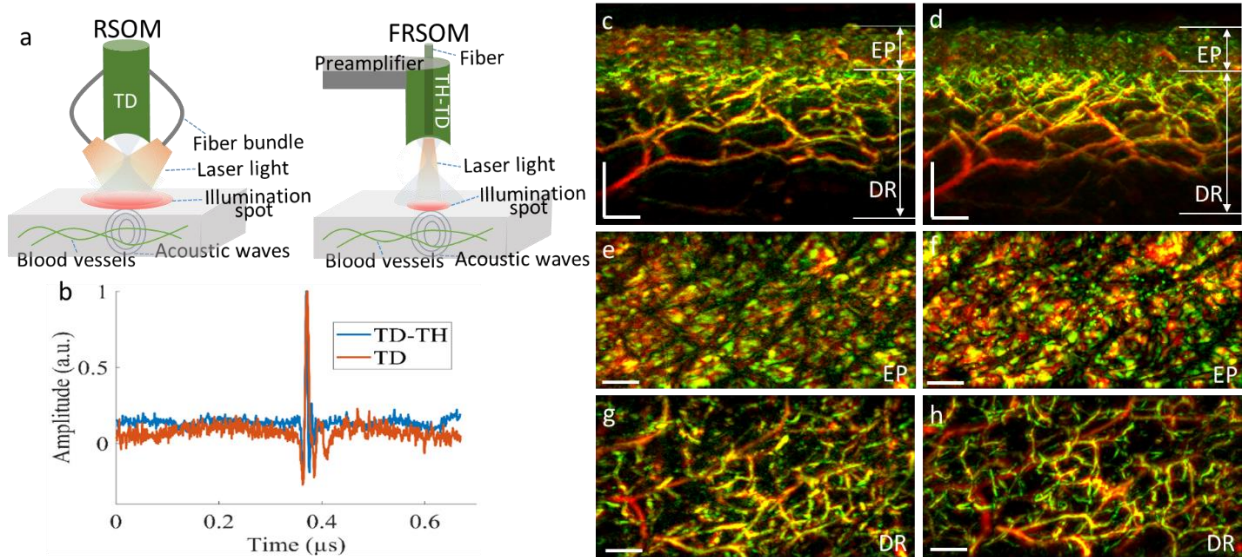 a
RSOM
TD
Fiber bundle
Laser light
Illumination
spot
Blood vessels
Acoustic waves
FRSOM
Fiber
Preamplifier
TH-TD
Laser light
Illumination
spot
Blood vessels
Acoustic waves
b
1
0.5
0
Amplitude (a.u.)
TD-TH
TD
0
0.2
0.4
0.6
Time (µs)
c
EP
DR
d
EP
DR
e
EP
f
EP
g
DR
h
DR